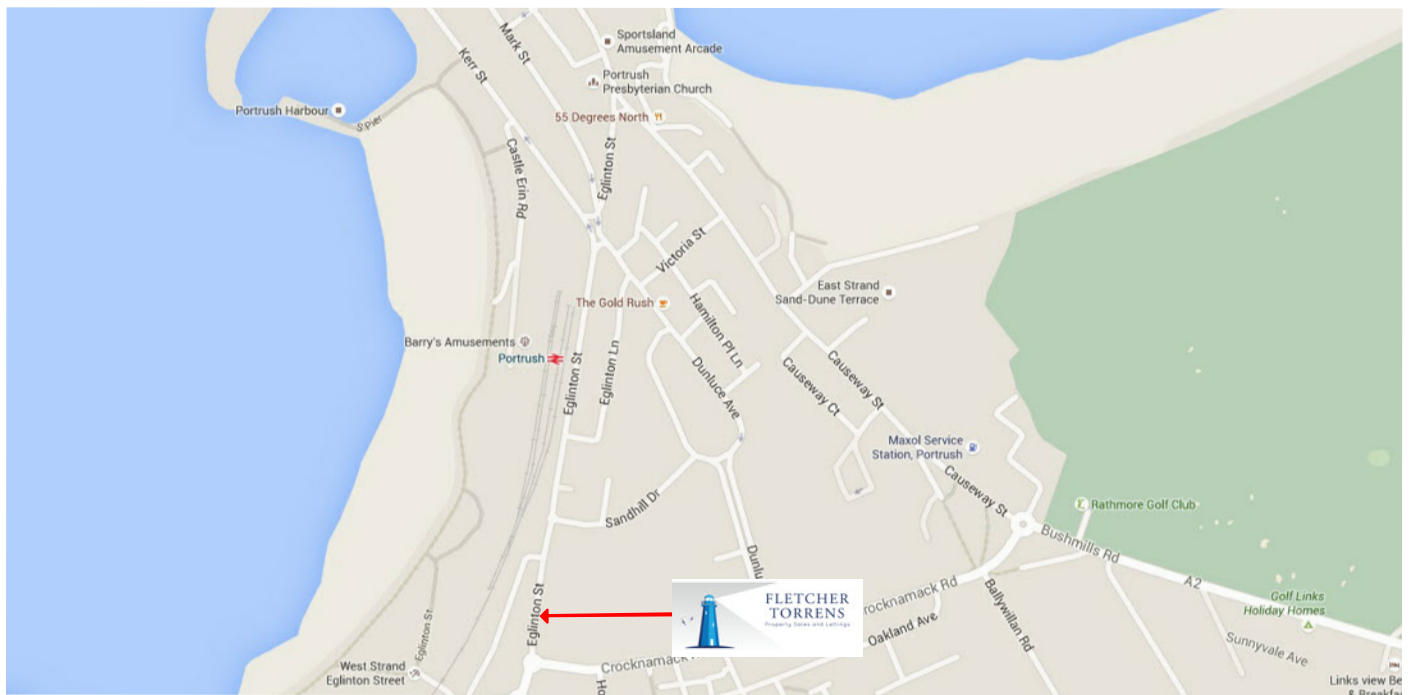 Sportsland
Amusement Arcade
Mark St
Kerr St
Portrush
Presbyterian Church
Portrush Harbour
S Pier
55 Degrees North
Castle Erin Rd
Eglinton St
Victoria St
East Strand
Sand-Dune Terrace
The Gold Rush
Hamilton Pl Ln
Barry's Amusements
Portrush
Eglinton St
Eglinton Ln
Dunluce Ave
Causeway St
Causeway Ct
Maxol Service
Station, Portrush
Causeway St
Sandhill Dr
Rathmore Golf Club
Bushmills Rd
A2
Dunlu
Eglinton St
FLETCHER
TORRENS
Property Sales and Lettings
rocknamack Rd
Ballywillan Rd
Golf Links
Holiday Homes
Oakland Ave
Sunnyvale Ave
Eglinton St
West Strand
Eglinton Street
Crocknamack
Ho
Links view Be
& Breakfa